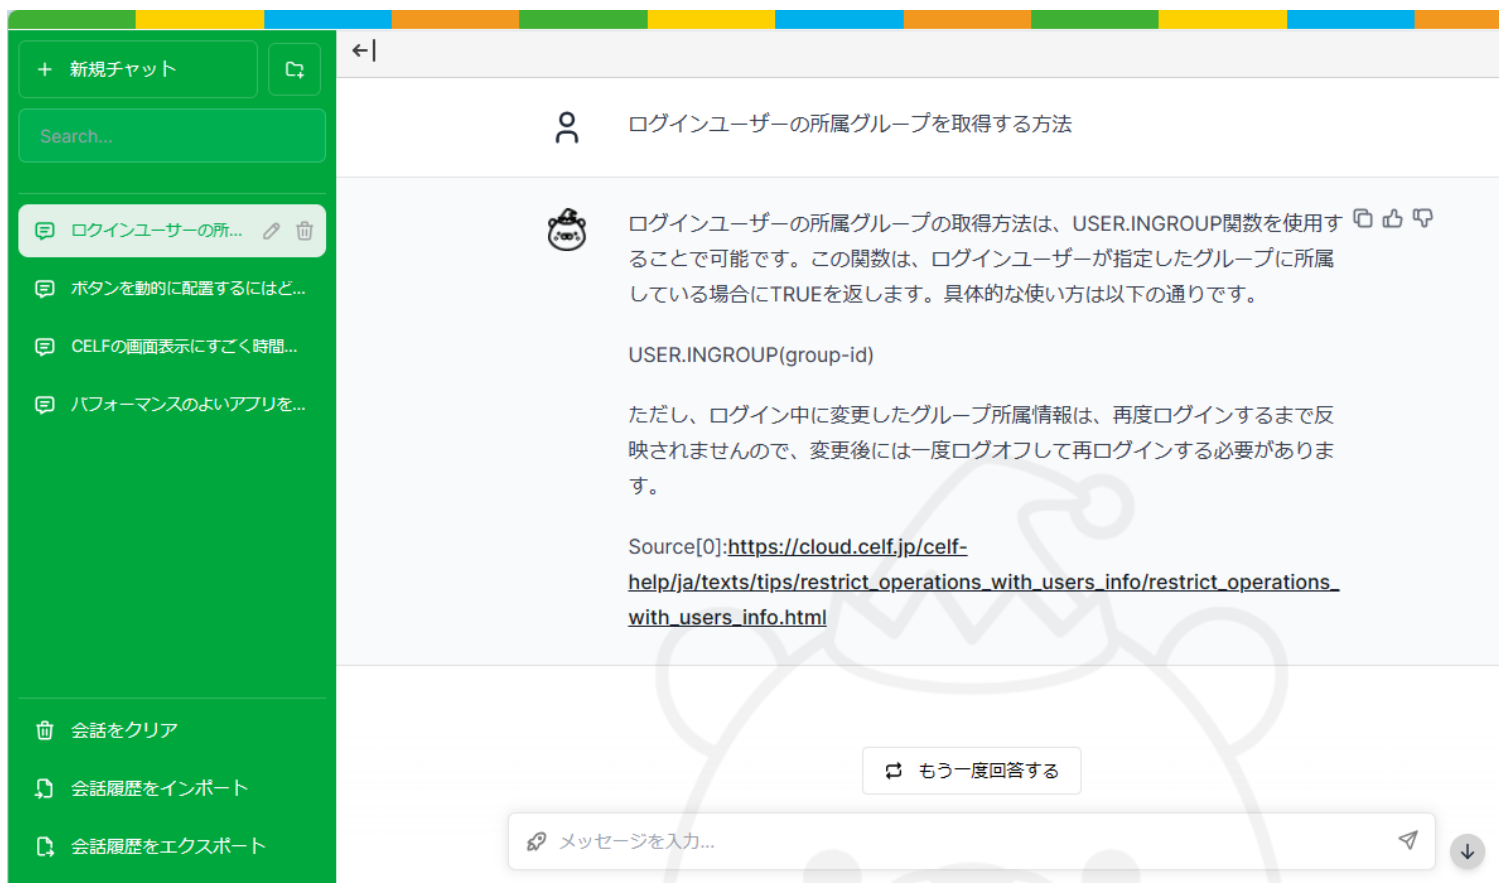 新規チャット
Search...
ログインユーザーの所...
ボタンを動的に配置するにはど...
CELFの画面表示にすごく時間...
パフォーマンスのよいアプリを...
会話をクリア
会話履歴をインポート
会話履歴をエクスポート
ログインユーザーの所属グループを取得する方法
ログインユーザーの所属グループの取得方法は、USER.INGROUP関数を使用す
ることで可能です。この関数は、ログインユーザーが指定したグループに所属
している場合にTRUEを返します。具体的な使い方は以下の通りです。
USER.INGROUP(group-id)
ただし、ログイン中に変更したグループ所属情報は、再度ログインするまで反
映されませんので、変更後には一度ログオフして再ログインする必要がありま
す。
Source[0]:https://cloud.celf.jp/celf-
help/ja/texts/tips/restrict_operations_with_users_info/restrict_operations_
with_users_info.html
もう一度回答する
メッセージを入力...